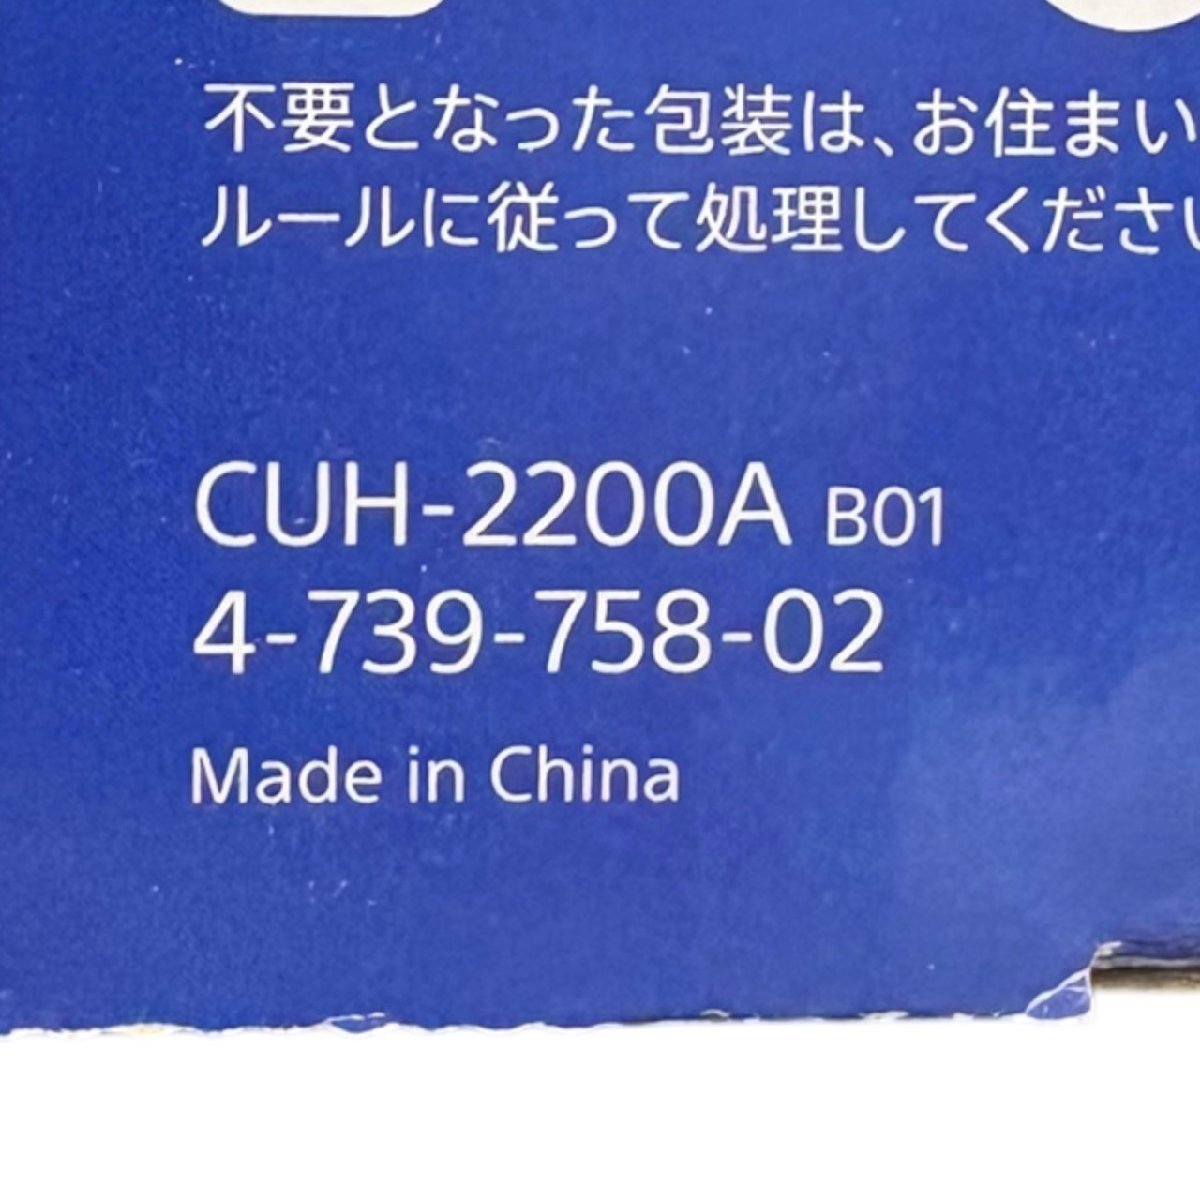 不要となった包装は、お住まい
ルールに従って処理してくださ
CUH-2200A B01
4-739-758-02
Made in China